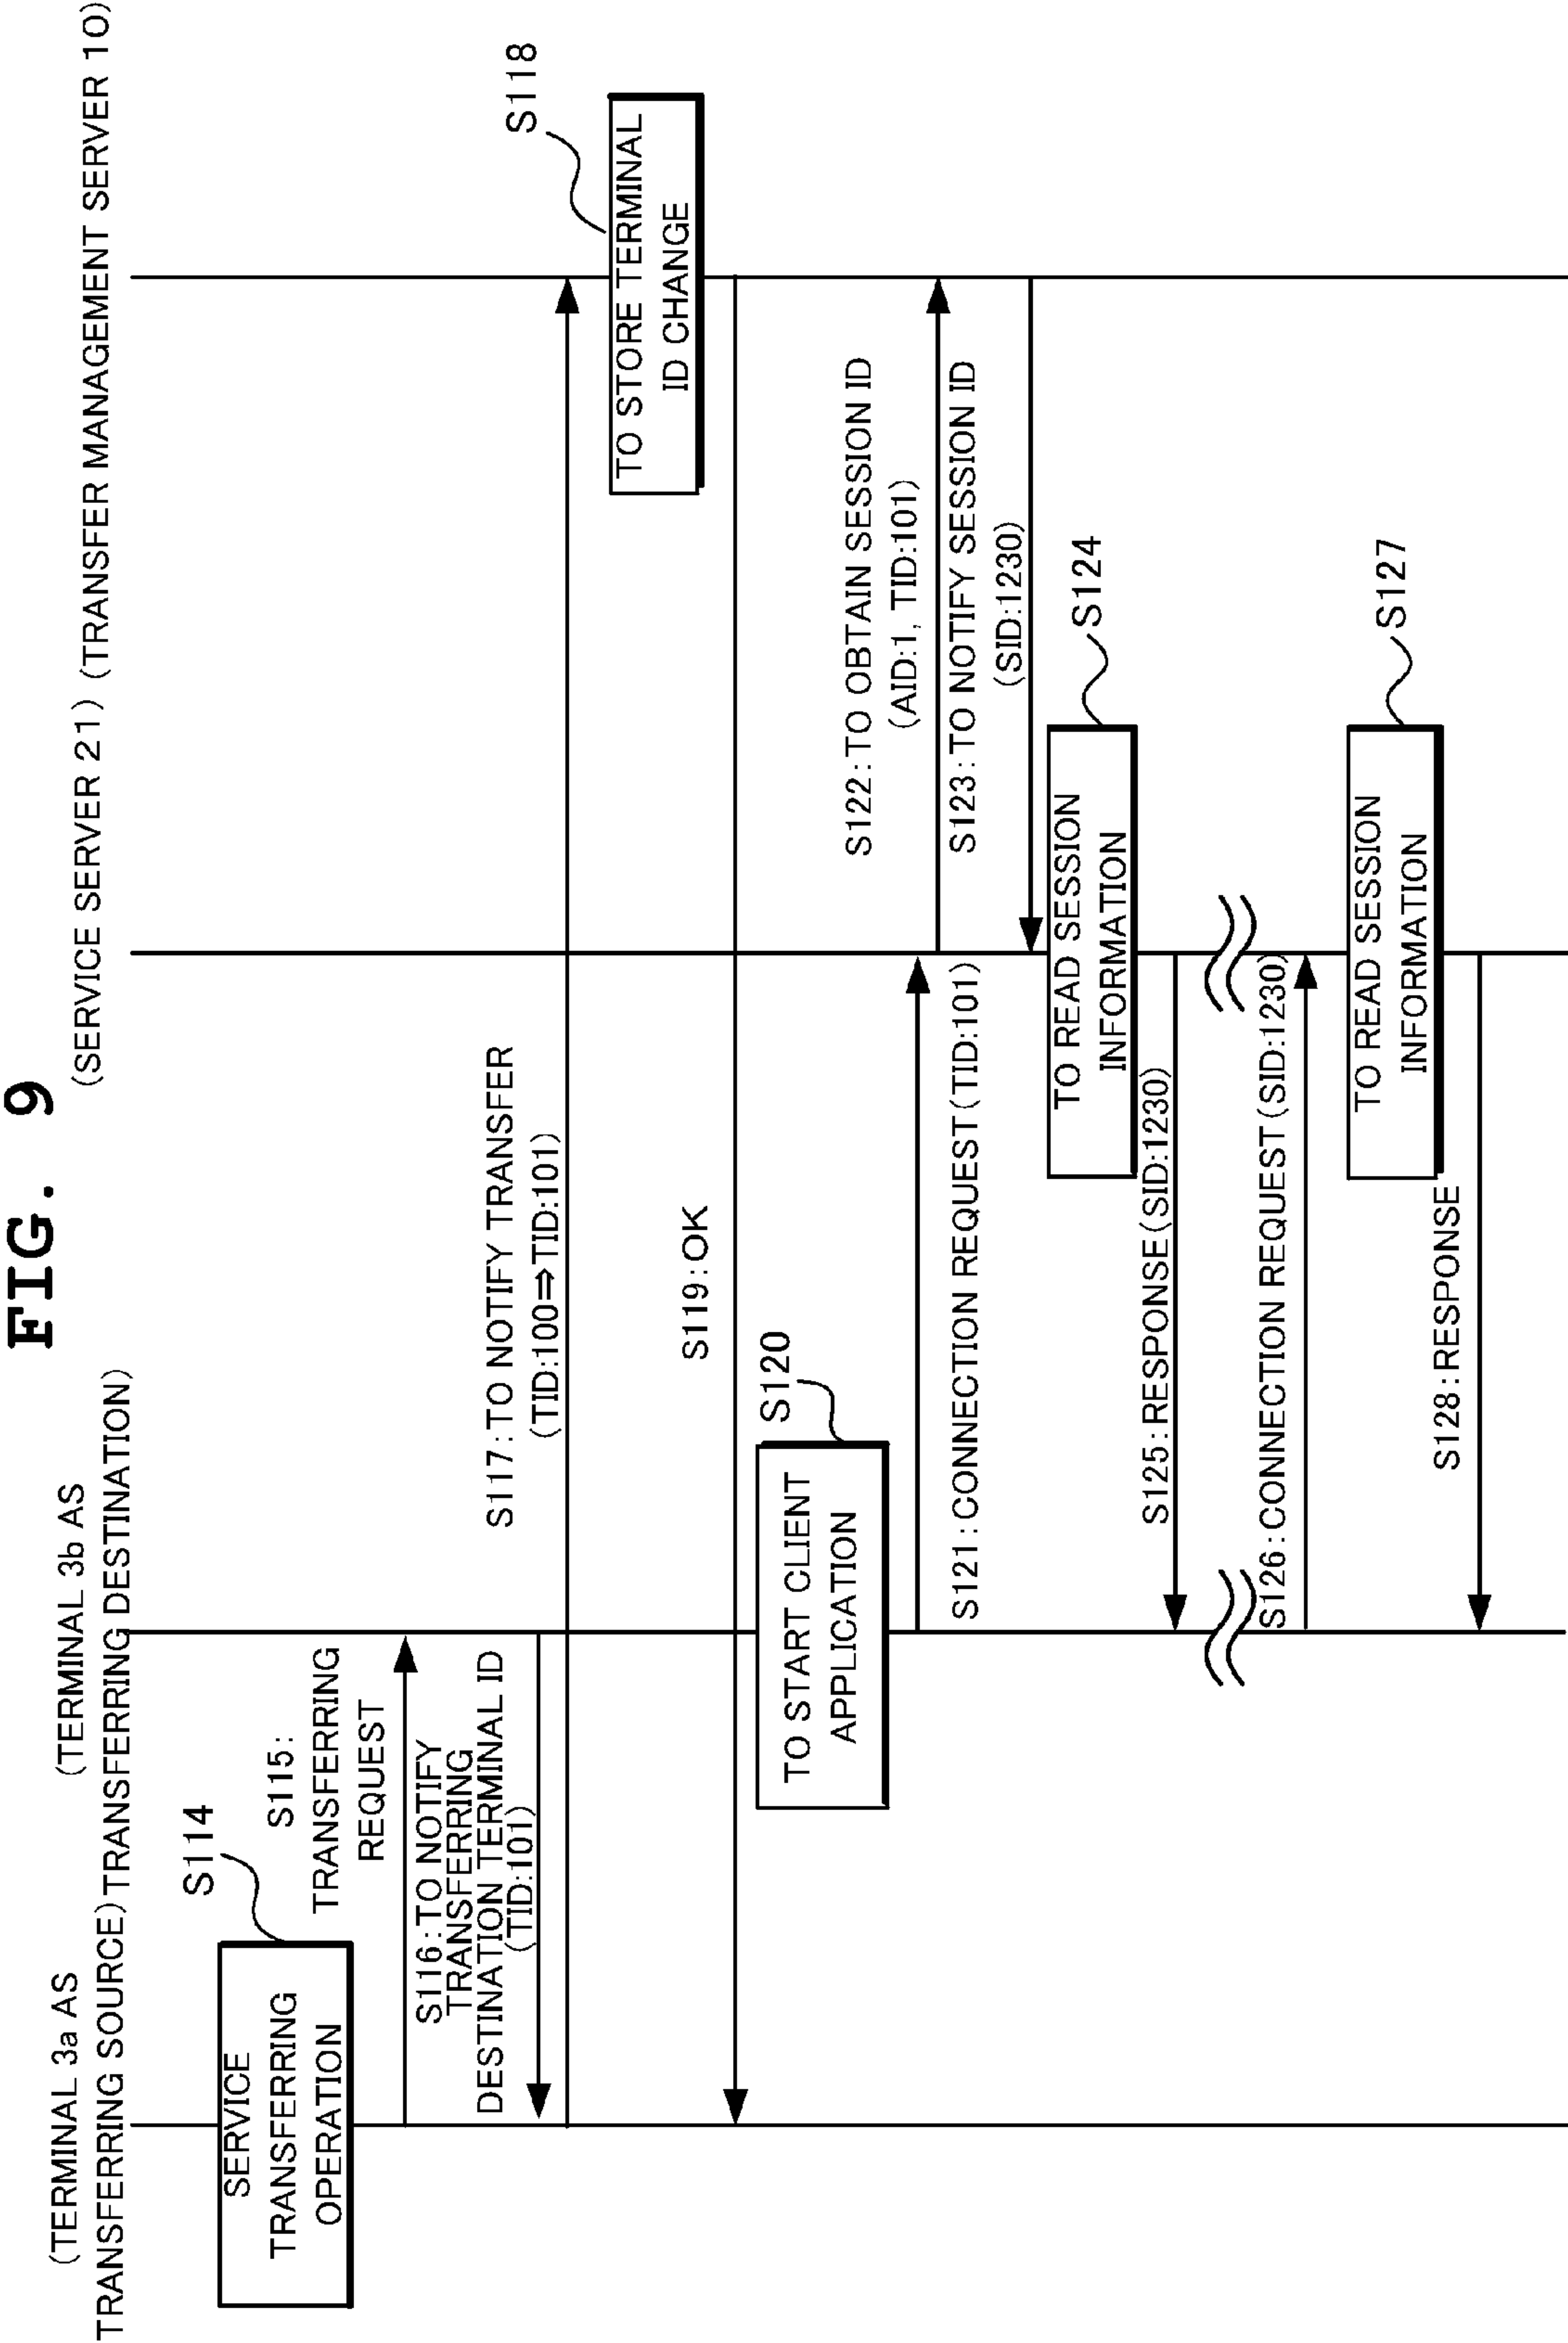 FIG. 9
(TERMINAL 3a AS
TRANSFERRING SOURCE)
(TERMINAL 3b AS
TRANSFERRING DESTINATION)
(SERVICE SERVER 21)
(TRANSFER MANAGEMENT SERVER 10)
S114
SERVICE
TRANSFERRING
OPERATION
S115:
TRANSFERRING
REQUEST
S116:TO NOTIFY
TRANSFERRING
DESTINATION TERMINAL ID
(TID:101)
S117:TO NOTIFY TRANSFER
(TID:100⇒TID:101)
S118
TO STORE TERMINAL
ID CHANGE
S119:OK
S120
TO START CLIENT
APPLICATION
S121:CONNECTION REQUEST(TID:101)
S122:TO OBTAIN SESSION ID
(AID:1, TID:101)
S123:TO NOTIFY SESSION ID
(SID:1230)
S124
TO READ SESSION
INFORMATION
S125:RESPONSE(SID:1230)
S126:CONNECTION REQUEST(SID:1230)
S127
TO READ SESSION
INFORMATION
S128:RESPONSE